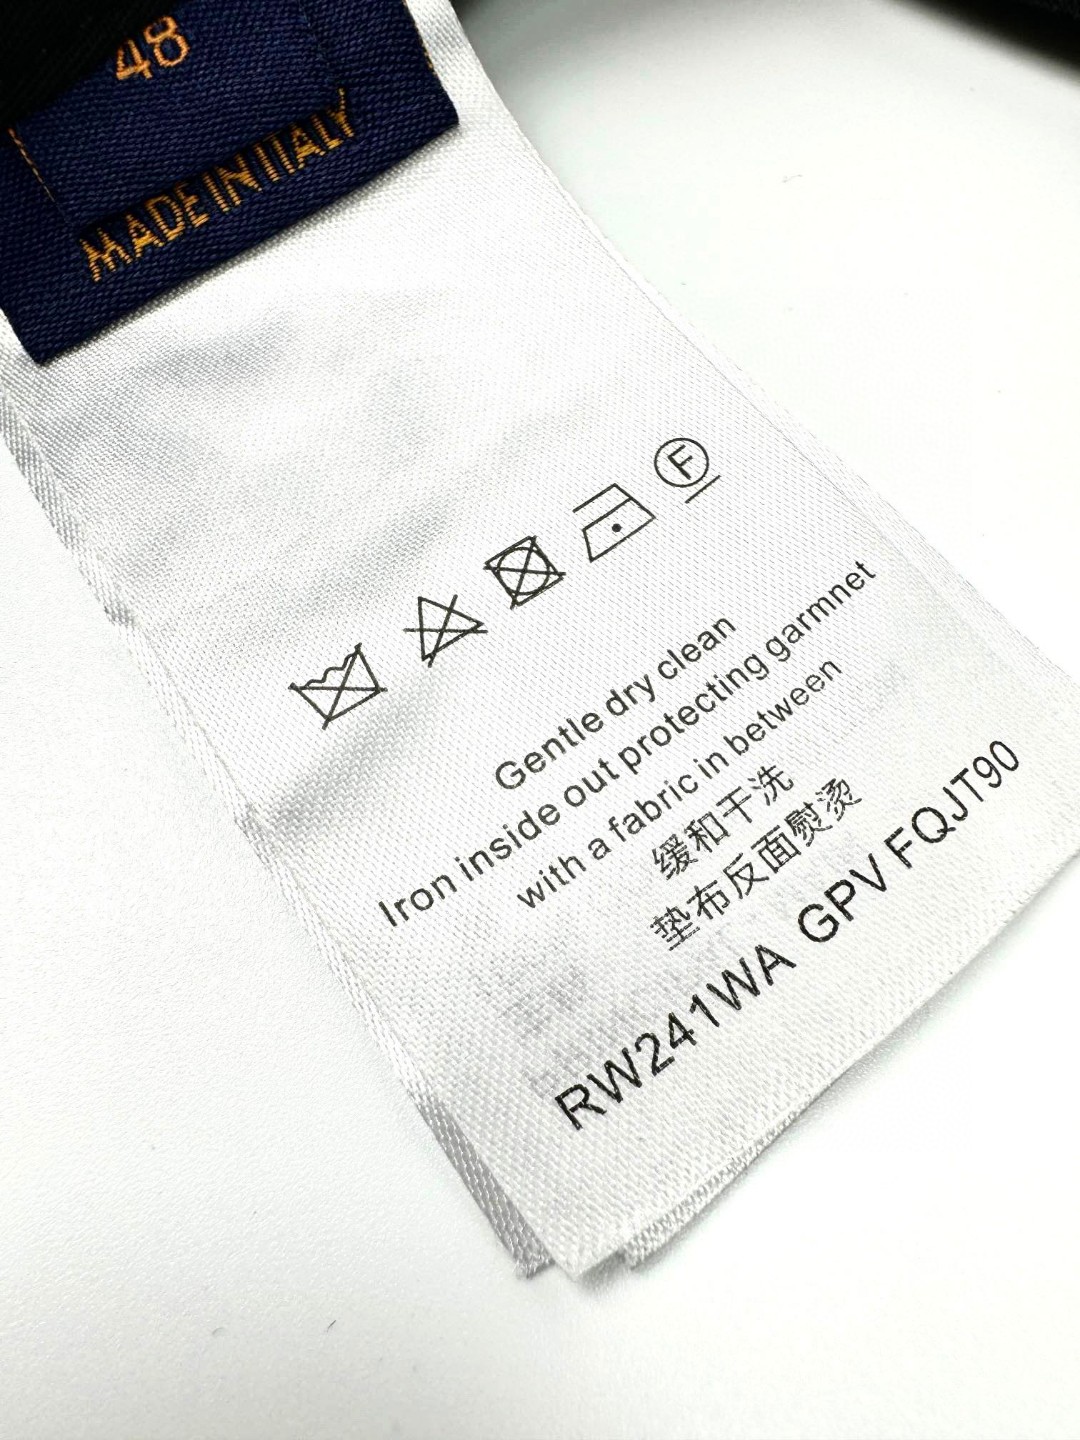 48
MADE IN ITALY
F
Gentle dry clean
Iron inside out protecting garmnet
with a fabric in between
缓和干洗
垫布反面熨烫
RW241WA GPV FQJT90